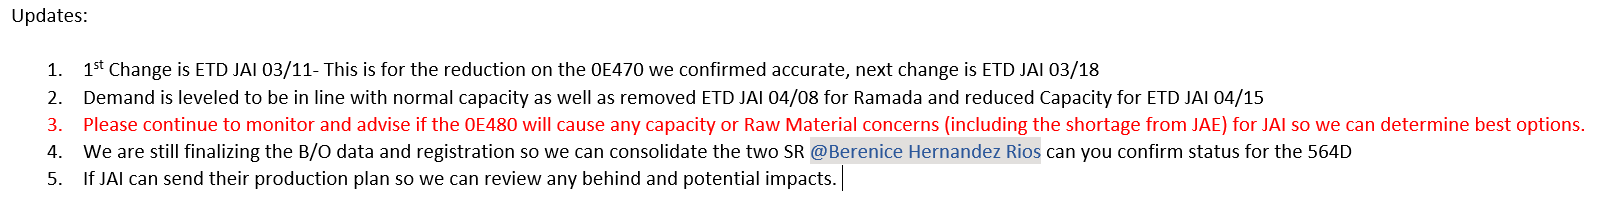 Updates:
1. 1st Change is ETD JAI 03/11- This is for the reduction on the 0E470 we confirmed accurate, next change is ETD JAI 03/18
2. Demand is leveled to be in line with normal capacity as well as removed ETD JAI 04/08 for Ramada and reduced Capacity for ETD JAI 04/15
3. Please continue to monitor and advise if the 0E480 will cause any capacity or Raw Material concerns (including the shortage from JAE) for JAI so we can determine best options.
4. We are still finalizing the B/O data and registration so we can consolidate the two SR @Berenice Hernandez Rios can you confirm status for the 564D
5. If JAI can send their production plan so we can review any behind and potential impacts.